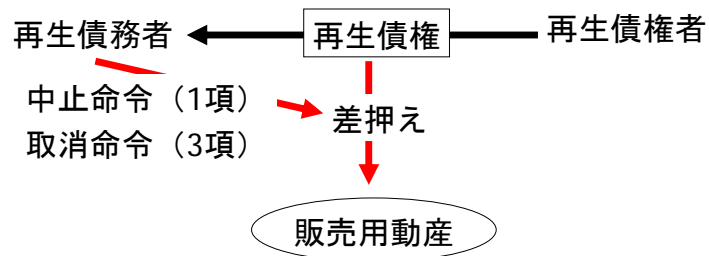 再生債務者
再生債権
再生債権者
中止命令（1項）
取消命令（3項）
差押え
販売用動産